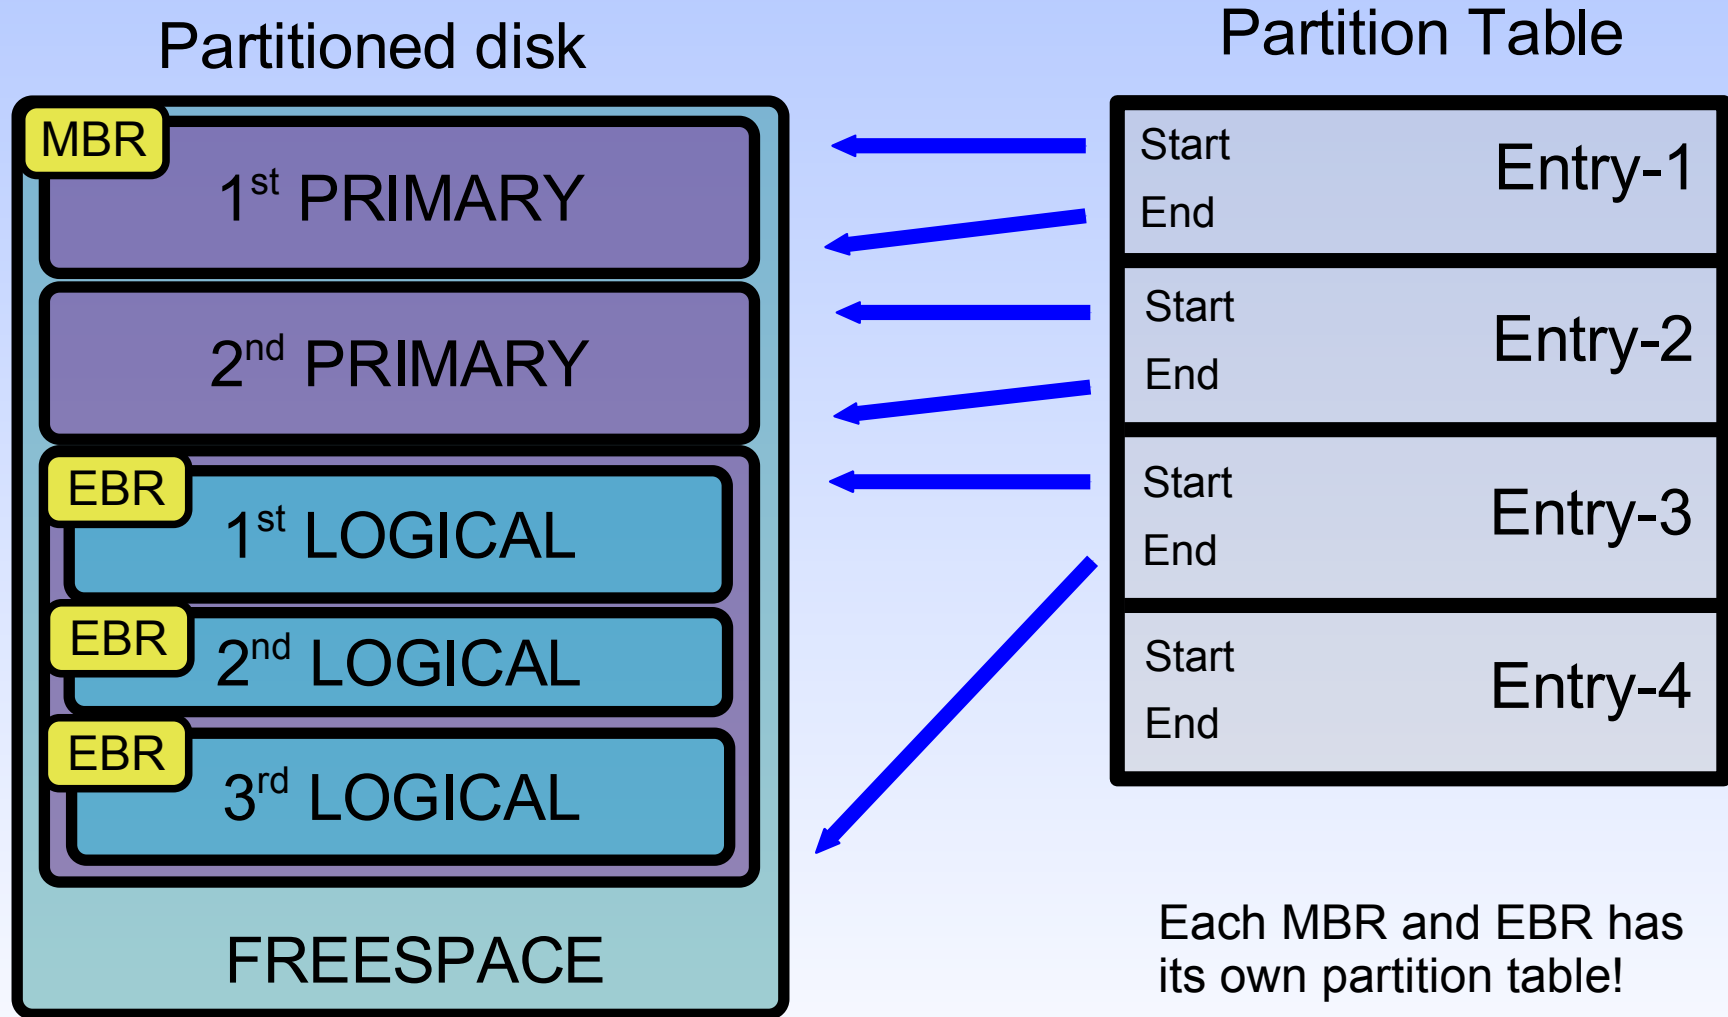 Partitioned disk
MBR
1st PRIMARY
2nd PRIMARY
EBR
1st LOGICAL
EBR
2nd LOGICAL
EBR
3rd LOGICAL
FREESPACE
Partition Table
Start
End
Entry-1
Start
End
Entry-2
Start
End
Entry-3
Start
End
Entry-4
Each MBR and EBR has
its own partition table!